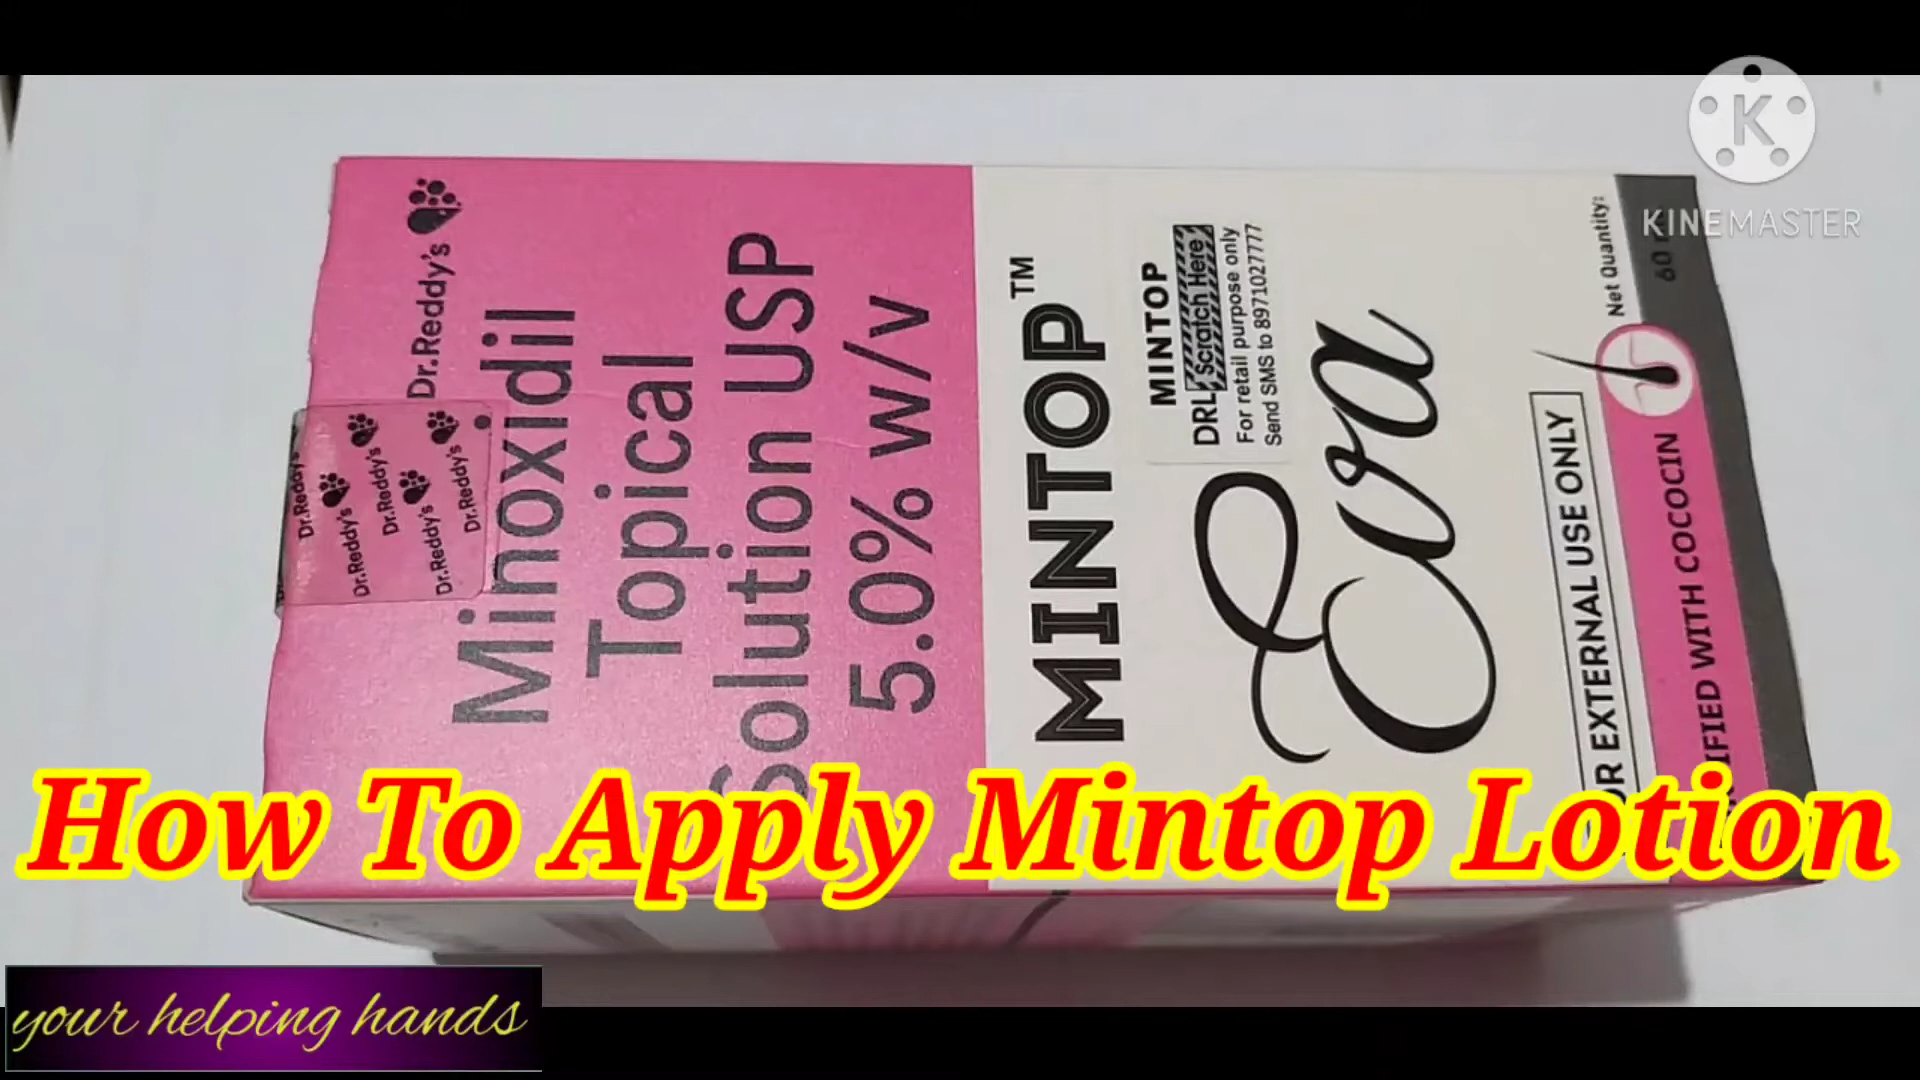 KINEMASTER
Dr.Reddy's
Minoxidil
Topical
Solution USP
5.0% w/v
Dr.Reddy's
Dr.Reddy's
Dr.Reddy's
Dr.Reddy's
Dr.Reddy's
MINTOP™
Eva
MINTOP
DRL Scratch Here
For retail purpose only
Send SMS to 8971027777
FOR EXTERNAL USE ONLY
WITH COCOCIN
Net Quantity:
60
How To Apply Mintop Lotion
your helping hands